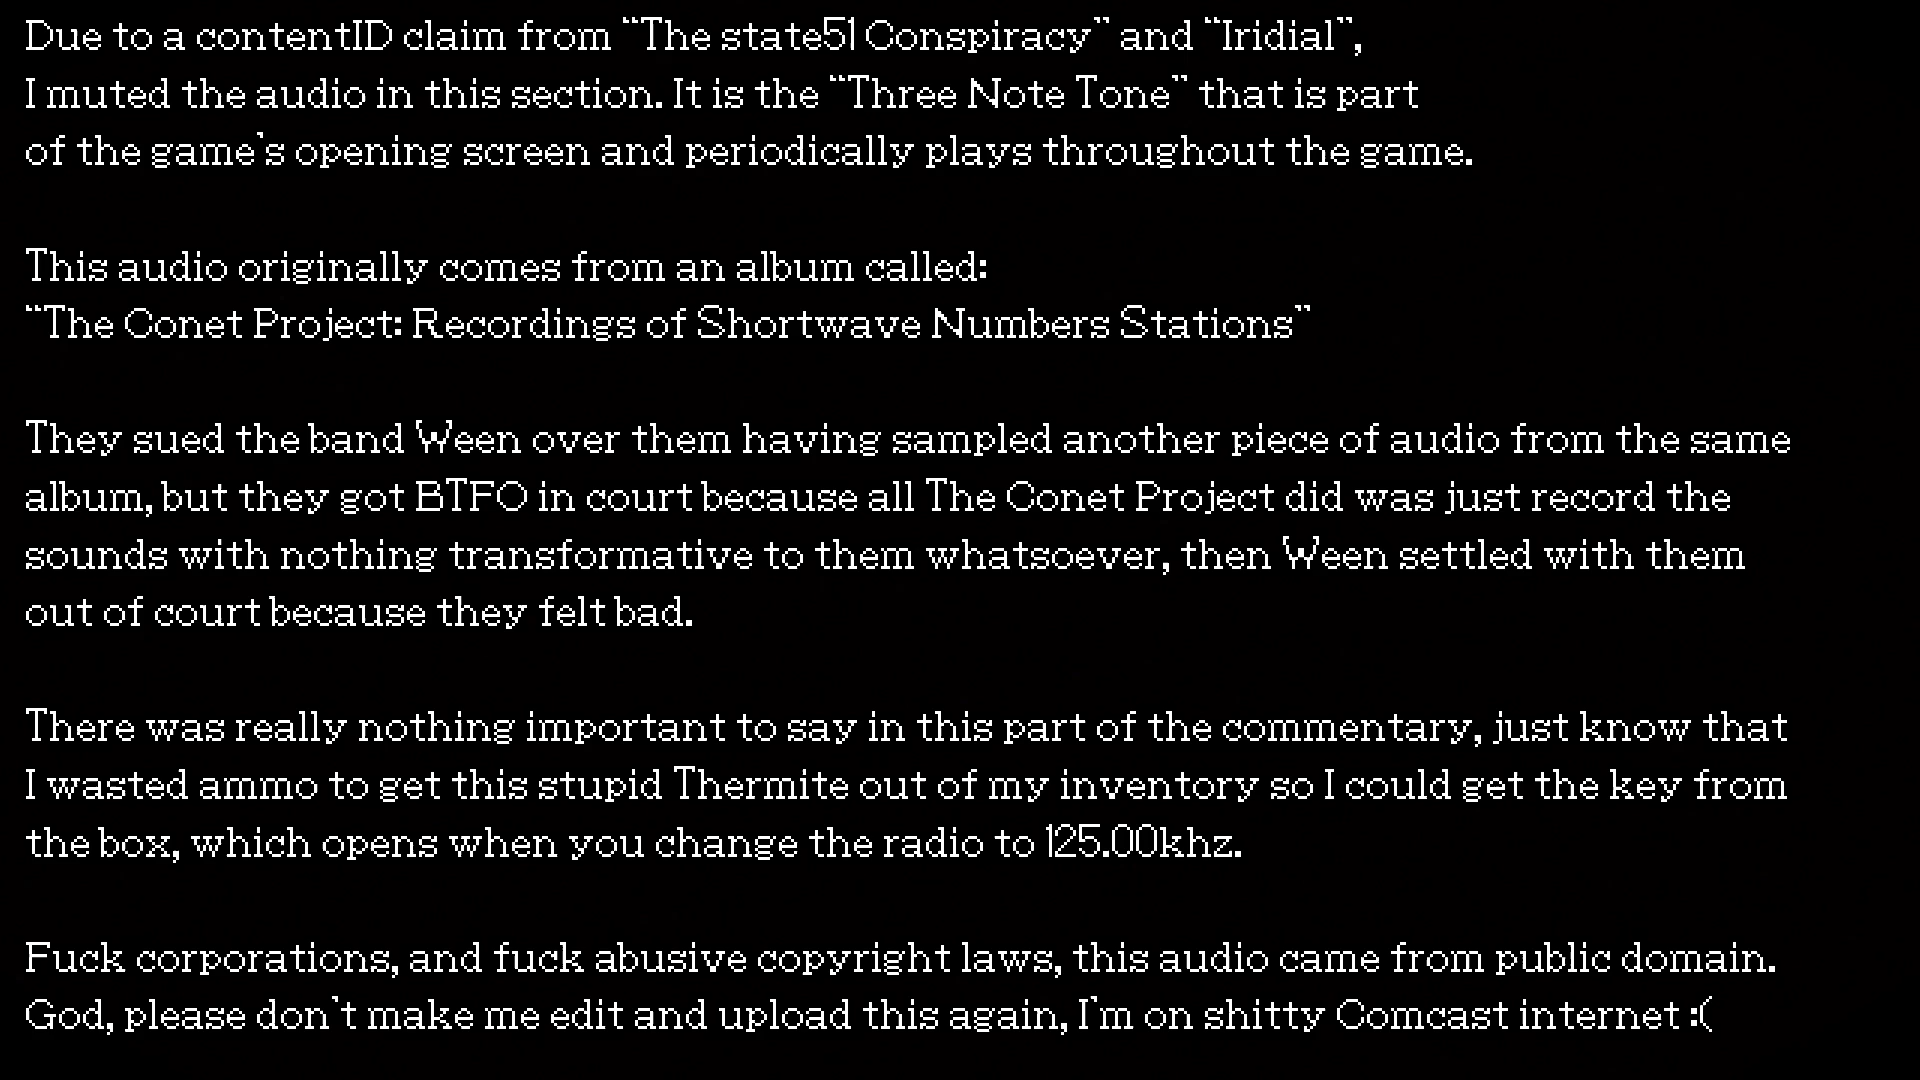 Due to a contentID claim from “The state51 Conspiracy” and “Iridial”,
I muted the audio in this section. It is the “Three Note Tone” that is part
of the game's opening screen and periodically plays throughout the game.
This audio originally comes from an album called:
“The Conet Project: Recordings of Shortwave Numbers Stations”
They sued the band Ween over them having sampled another piece of audio from the same
album, but they got BTFO in court because all The Conet Project did was just record the
sounds with nothing transformative to them whatsoever, then Ween settled with them
out of court because they felt bad.
There was really nothing important to say in this part of the commentary, just know that
I wasted ammo to get this stupid Thermite out of my inventory so I could get the key from
the box, which opens when you change the radio to 125.00khz.
Fuck corporations, and fuck abusive copyright laws, this audio came from public domain.
God, please don't make me edit and upload this again, I'm on shitty Comcast internet :(